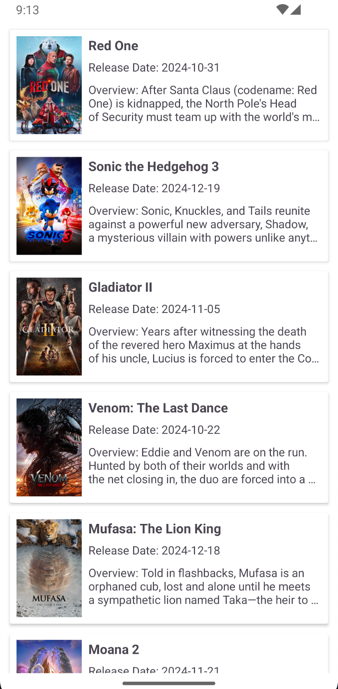 9:13
RED ONE
Red One
Release Date: 2024-10-31
Overview: After Santa Claus (codename: Red
One) is kidnapped, the North Pole's Head
of Security must team up with the world's m...
SONIC 3
Sonic the Hedgehog 3
Release Date: 2024-12-19
Overview: Sonic, Knuckles, and Tails reunite
against a powerful new adversary, Shadow,
a mysterious villain with powers unlike anyt...
GLADIATOR II
Gladiator II
Release Date: 2024-11-05
Overview: Years after witnessing the death
of the revered hero Maximus at the hands
of his uncle, Lucius is forced to enter the Co...
VENOM
Venom: The Last Dance
Release Date: 2024-10-22
Overview: Eddie and Venom are on the run.
Hunted by both of their worlds and with
the net closing in, the duo are forced into a ...
MUFASA
Mufasa: The Lion King
Release Date: 2024-12-18
Overview: Told in flashbacks, Mufasa is an
orphaned cub, lost and alone until he meets
a sympathetic lion named Taka—the heir to ...
Moana 2
Release Date: 2024-11-21